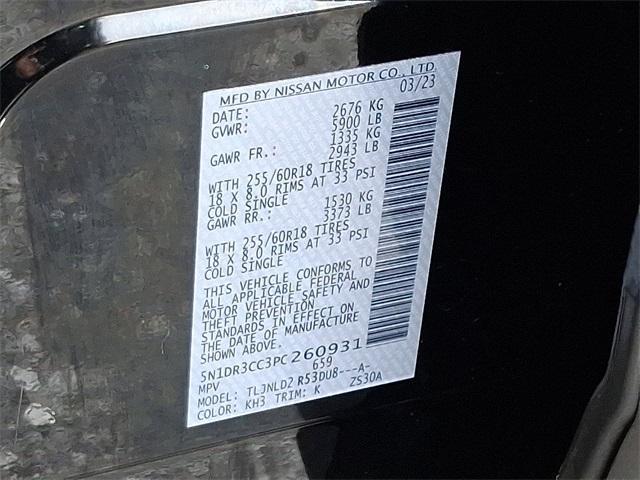 MFD BY NISSAN MOTOR CO., LTD.
DATE: 03/23
GVWR: 2676 KG
5900 LB
GAWR FR.: 1335 KG
2943 LB
WITH 255/60R18 TIRES
18 X 8.0 RIMS AT 33 PSI
COLD SINGLE
GAWR RR.: 1530 KG
3373 LB
WITH 255/60R18 TIRES
18 X 8.0 RIMS AT 33 PSI
COLD SINGLE
THIS VEHICLE CONFORMS TO
ALL APPLICABLE FEDERAL
MOTOR VEHICLE SAFETY AND
THEFT PREVENTION
STANDARDS IN EFFECT ON
THE DATE OF MANUFACTURE
SHOWN ABOVE.
5N1DR3CC3PC260931
MPV 659
MODEL: TLJNLD2 R53DU8---A-
COLOR: KH3 TRIM: K ZS30A